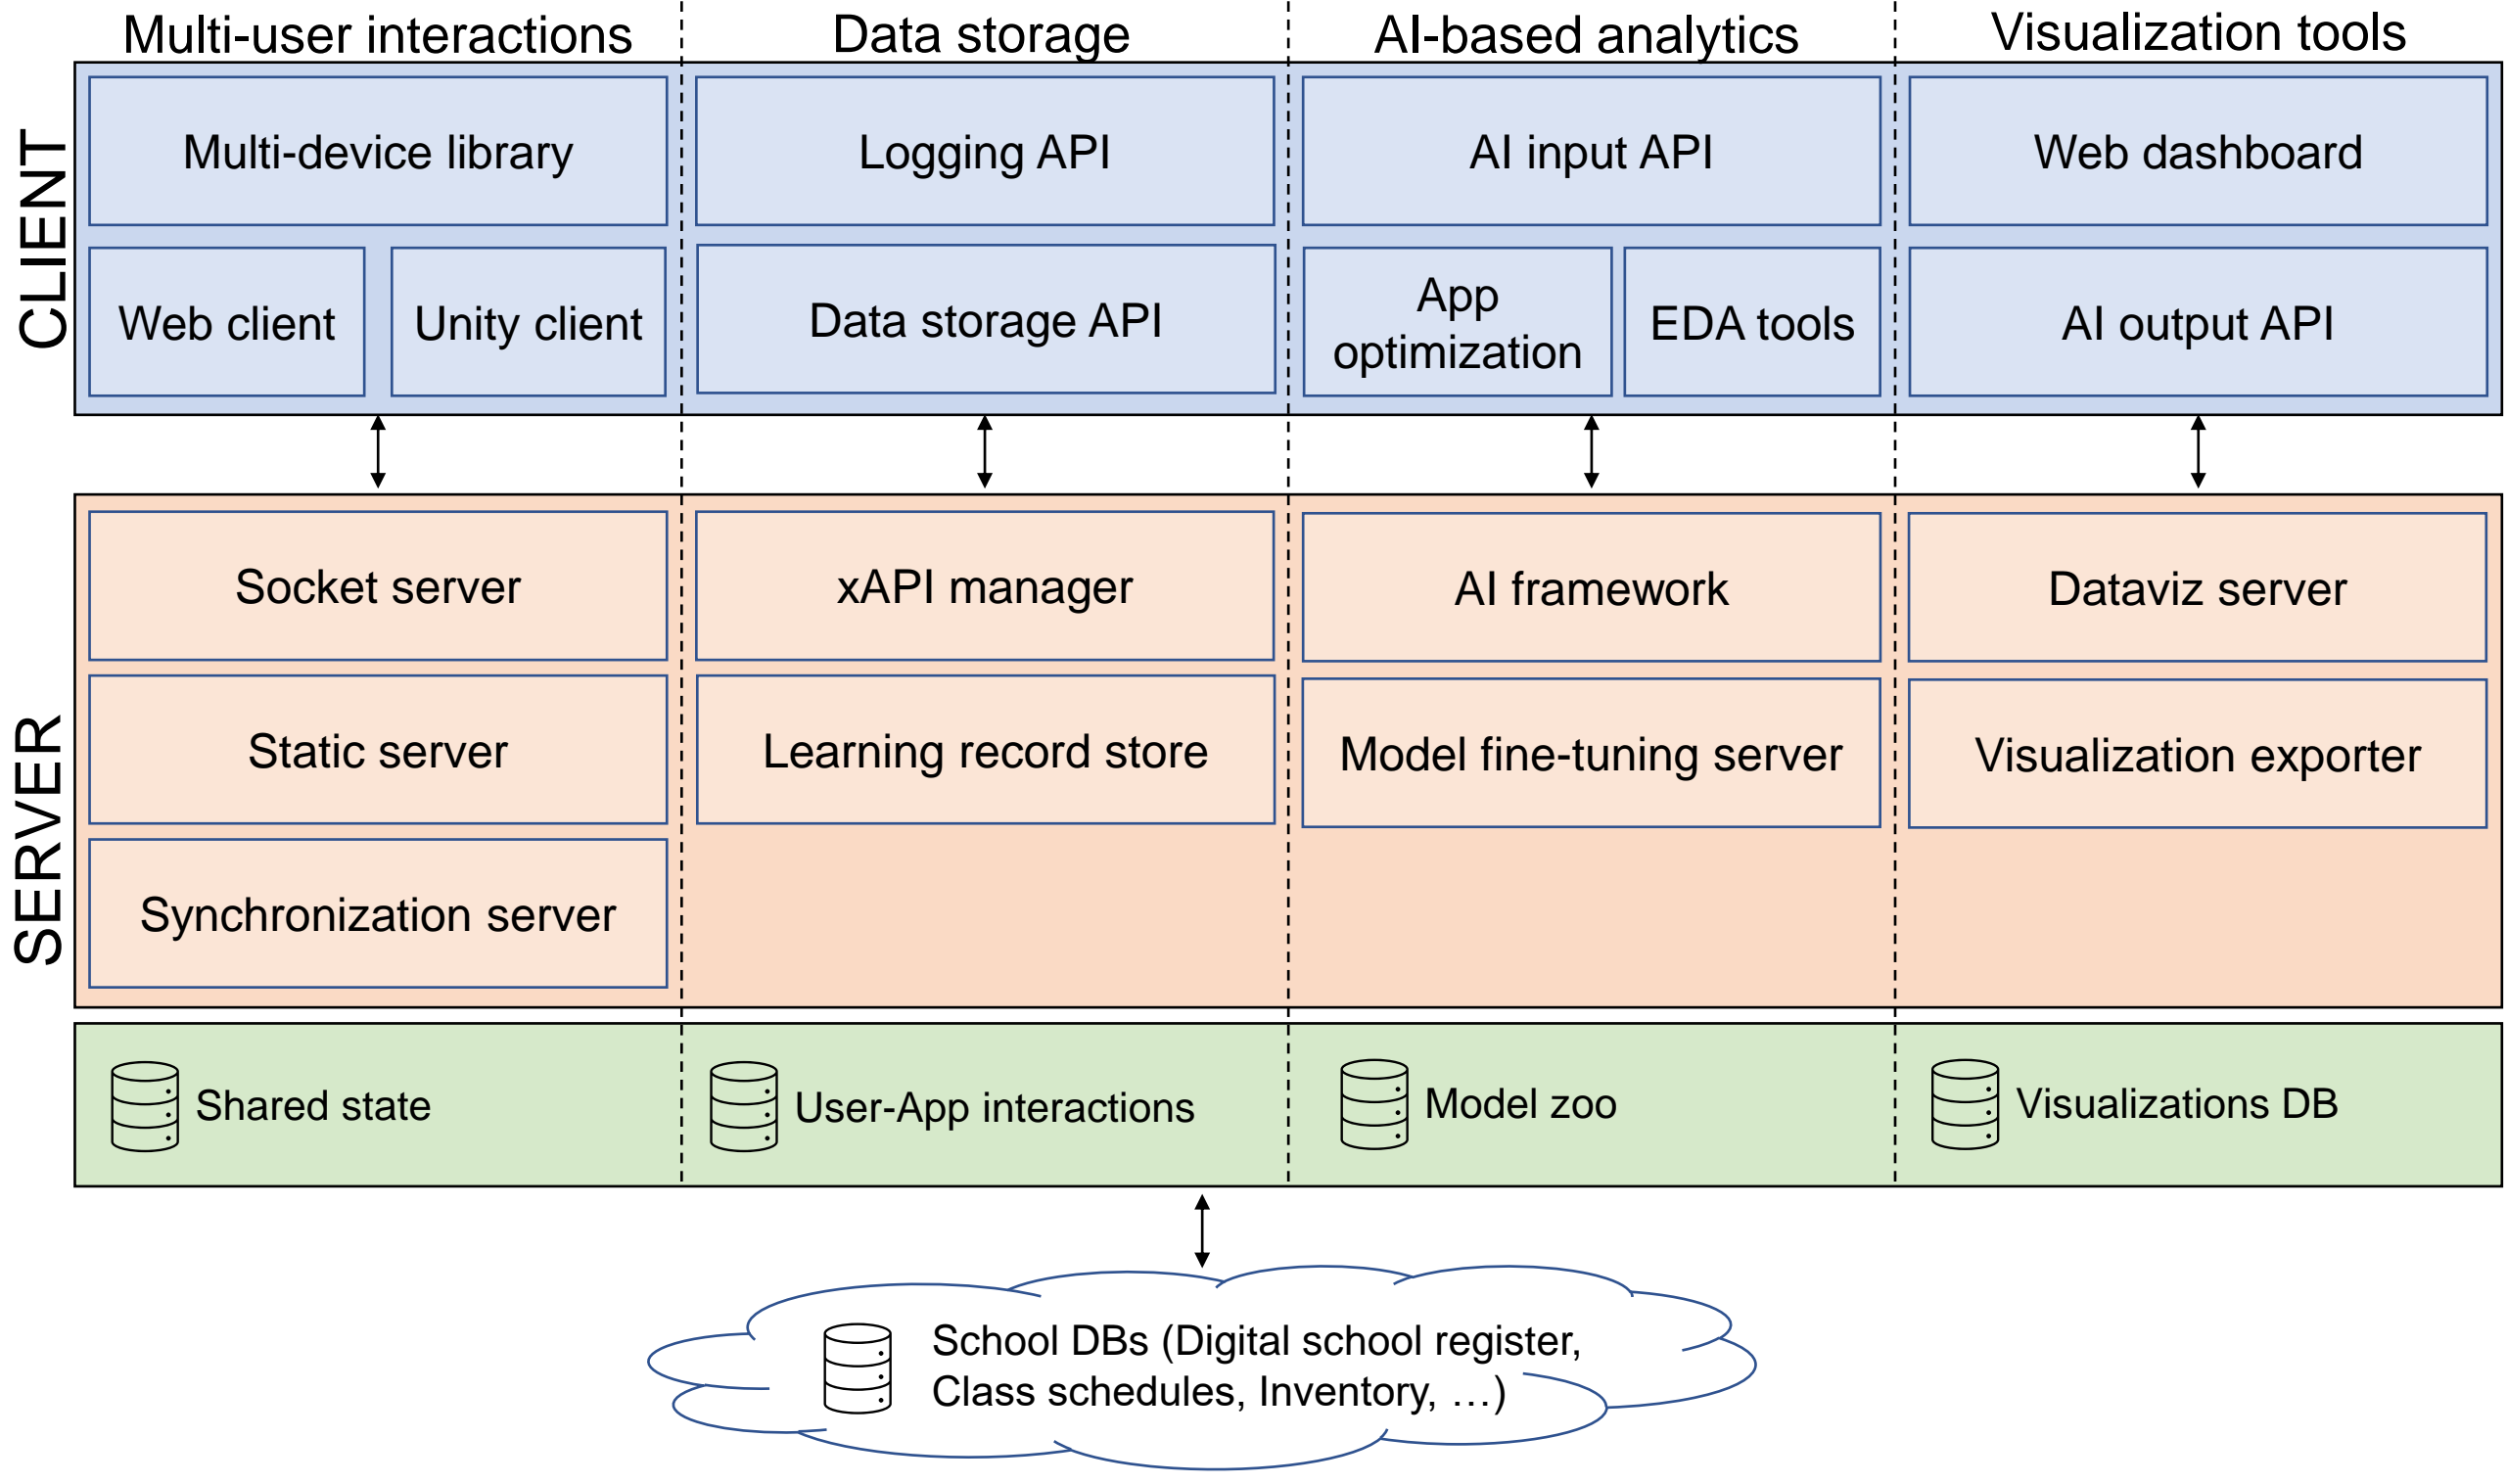 Multi-user interactions
Data storage
AI-based analytics
Visualization tools
CLIENT
Multi-device library
Logging API
AI input API
Web dashboard
Web client
Unity client
Data storage API
App
optimization
EDA tools
AI output API
SERVER
Socket server
xAPI manager
AI framework
Dataviz server
Static server
Learning record store
Model fine-tuning server
Visualization exporter
Synchronization server
Shared state
User-App interactions
Model zoo
Visualizations DB
School DBs (Digital school register,
Class schedules, Inventory, …)